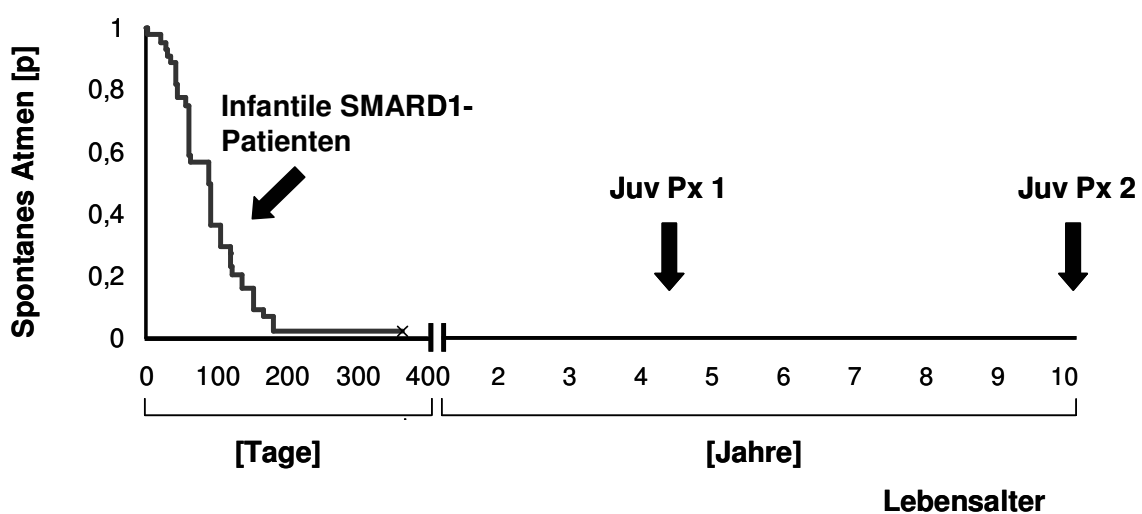 Spontanes Atmen [p]
1
0,8
0,6
0,4
0,2
0
Infantile SMARD1-
Patienten
Juv Px 1
Juv Px 2
0 100 200 300 400 2 3 4 5 6 7 8 9 10
[Tage] [Jahre]
Lebensalter